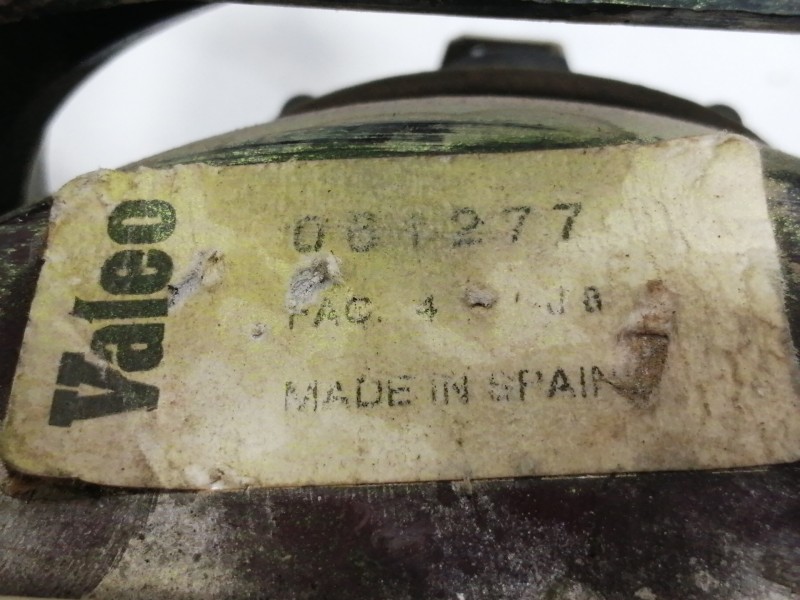 Valeo
061277
FAC. 4
MADE IN SPAIN